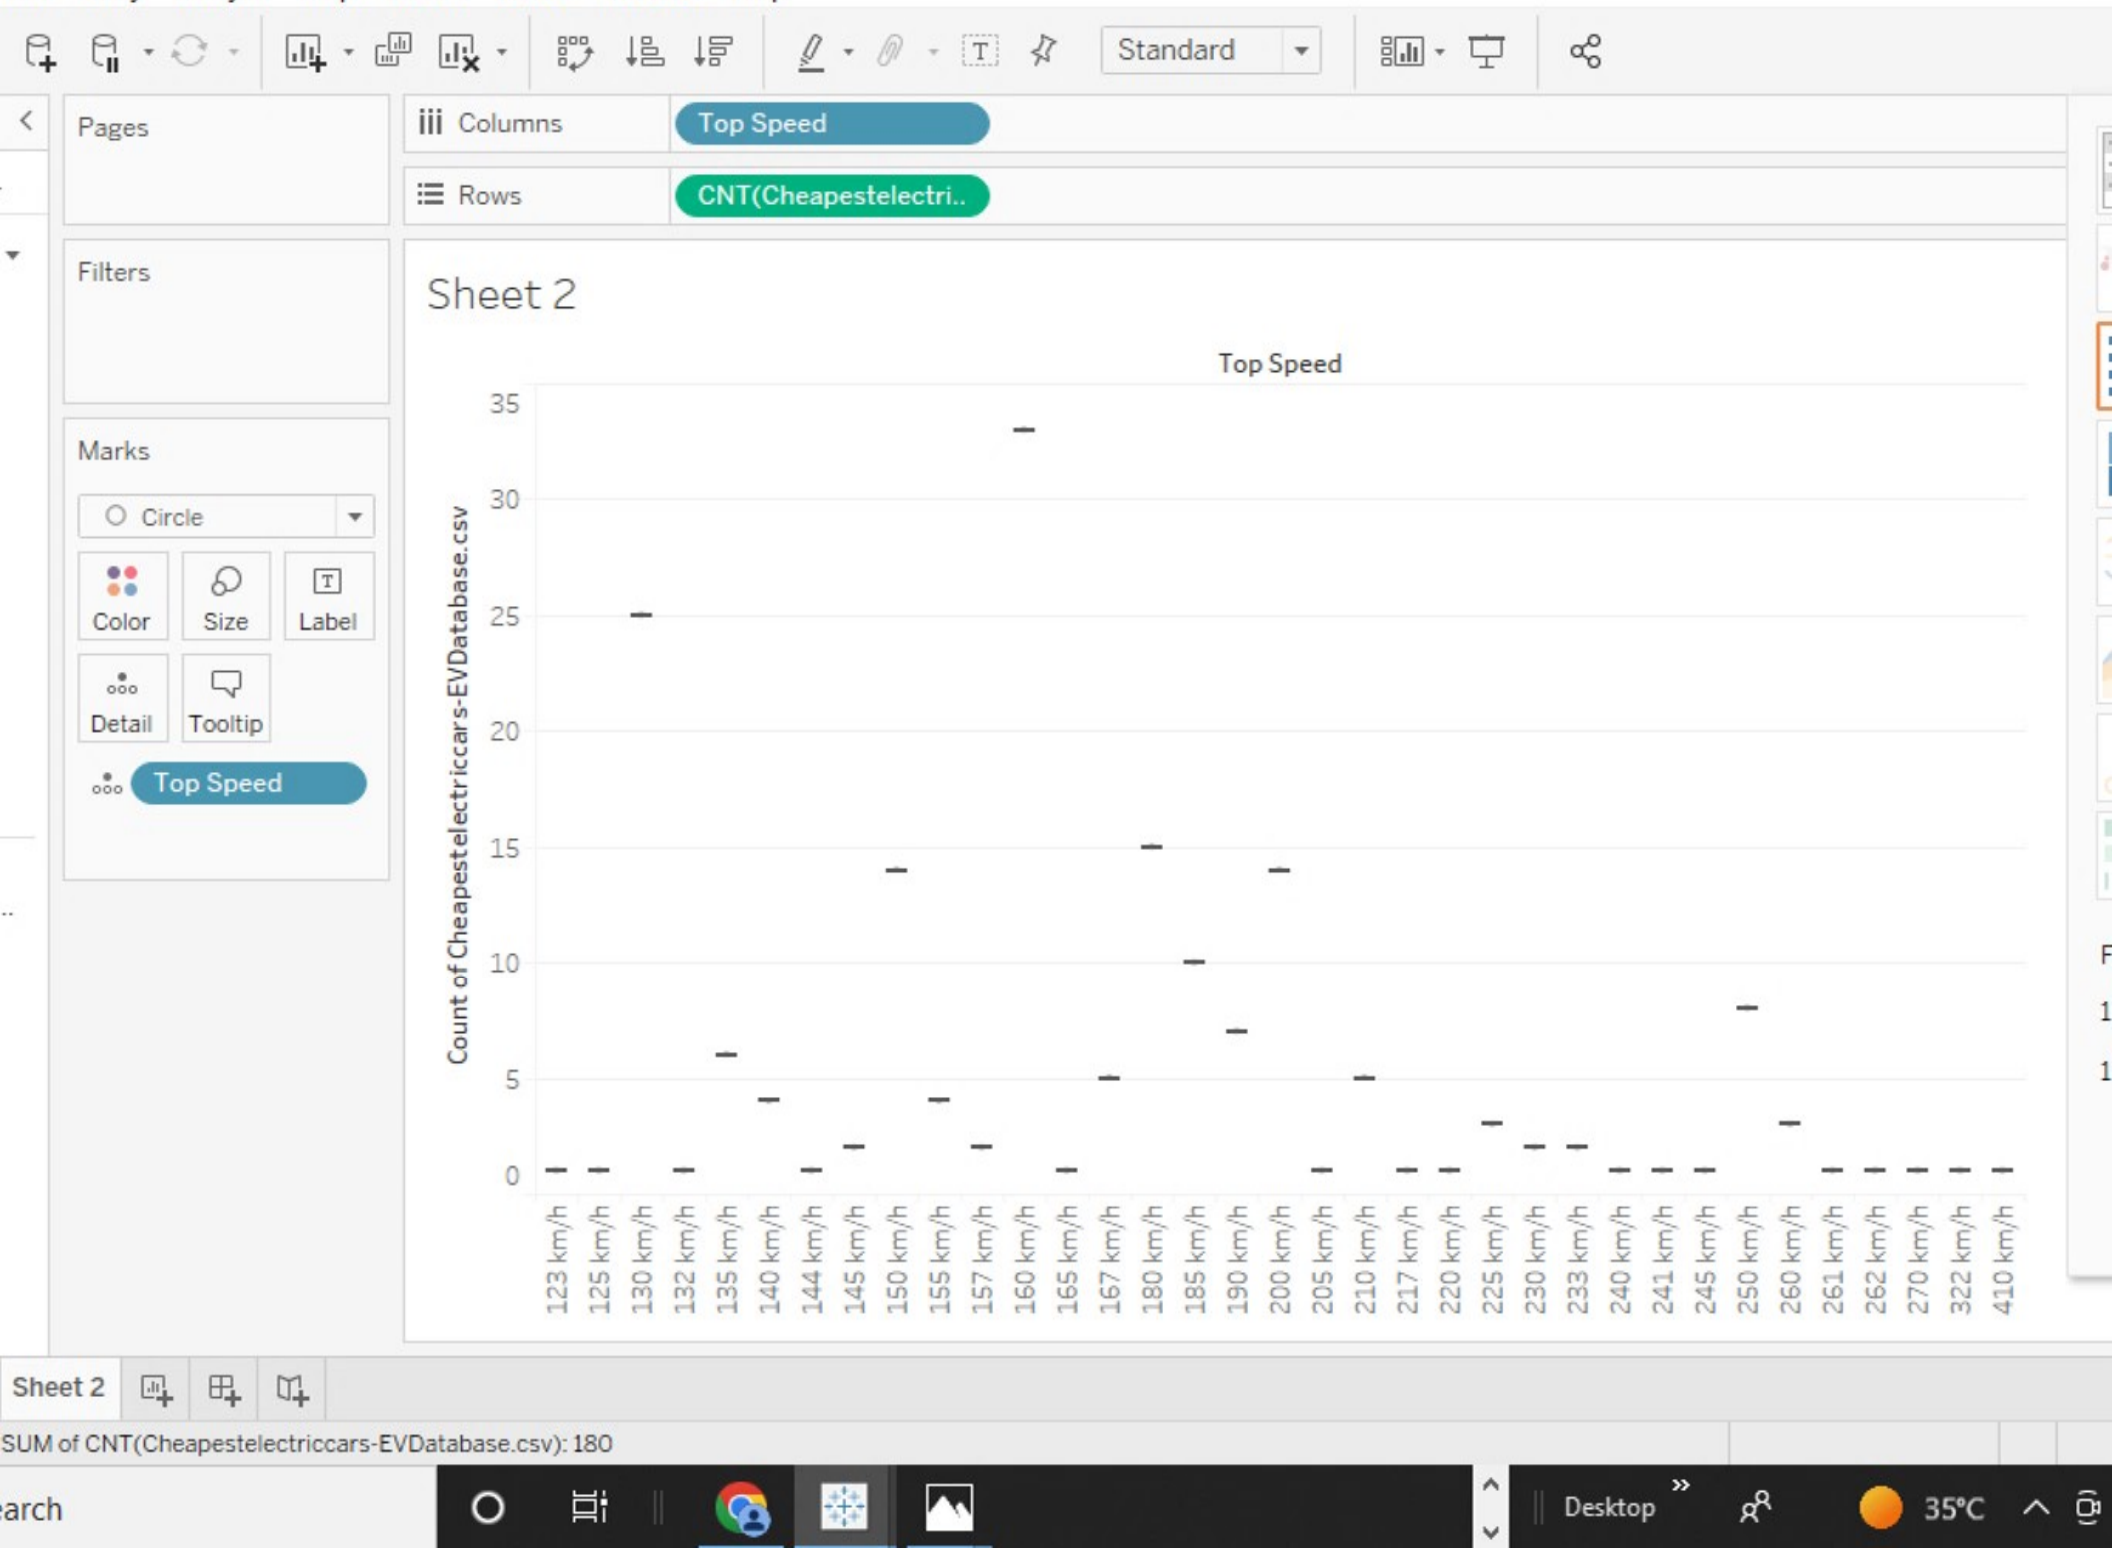 Standard
Pages
Columns
Top Speed
Rows
CNT(Cheapestelectri..
Filters
Marks
Circle
Color
Size
Label
Detail
Tooltip
Top Speed
Sheet 2
Top Speed
Count of Cheapestelectriccars-EVDatabase.csv
35
30
25
20
15
10
5
0
123 km/h
125 km/h
130 km/h
132 km/h
135 km/h
140 km/h
144 km/h
145 km/h
150 km/h
155 km/h
157 km/h
160 km/h
165 km/h
167 km/h
180 km/h
185 km/h
190 km/h
200 km/h
205 km/h
210 km/h
217 km/h
220 km/h
225 km/h
230 km/h
233 km/h
240 km/h
241 km/h
245 km/h
250 km/h
260 km/h
261 km/h
262 km/h
270 km/h
322 km/h
410 km/h
F
1
1
..
Sheet 2
SUM of CNT(Cheapestelectriccars-EVDatabase.csv): 180
earch
Desktop
35°C